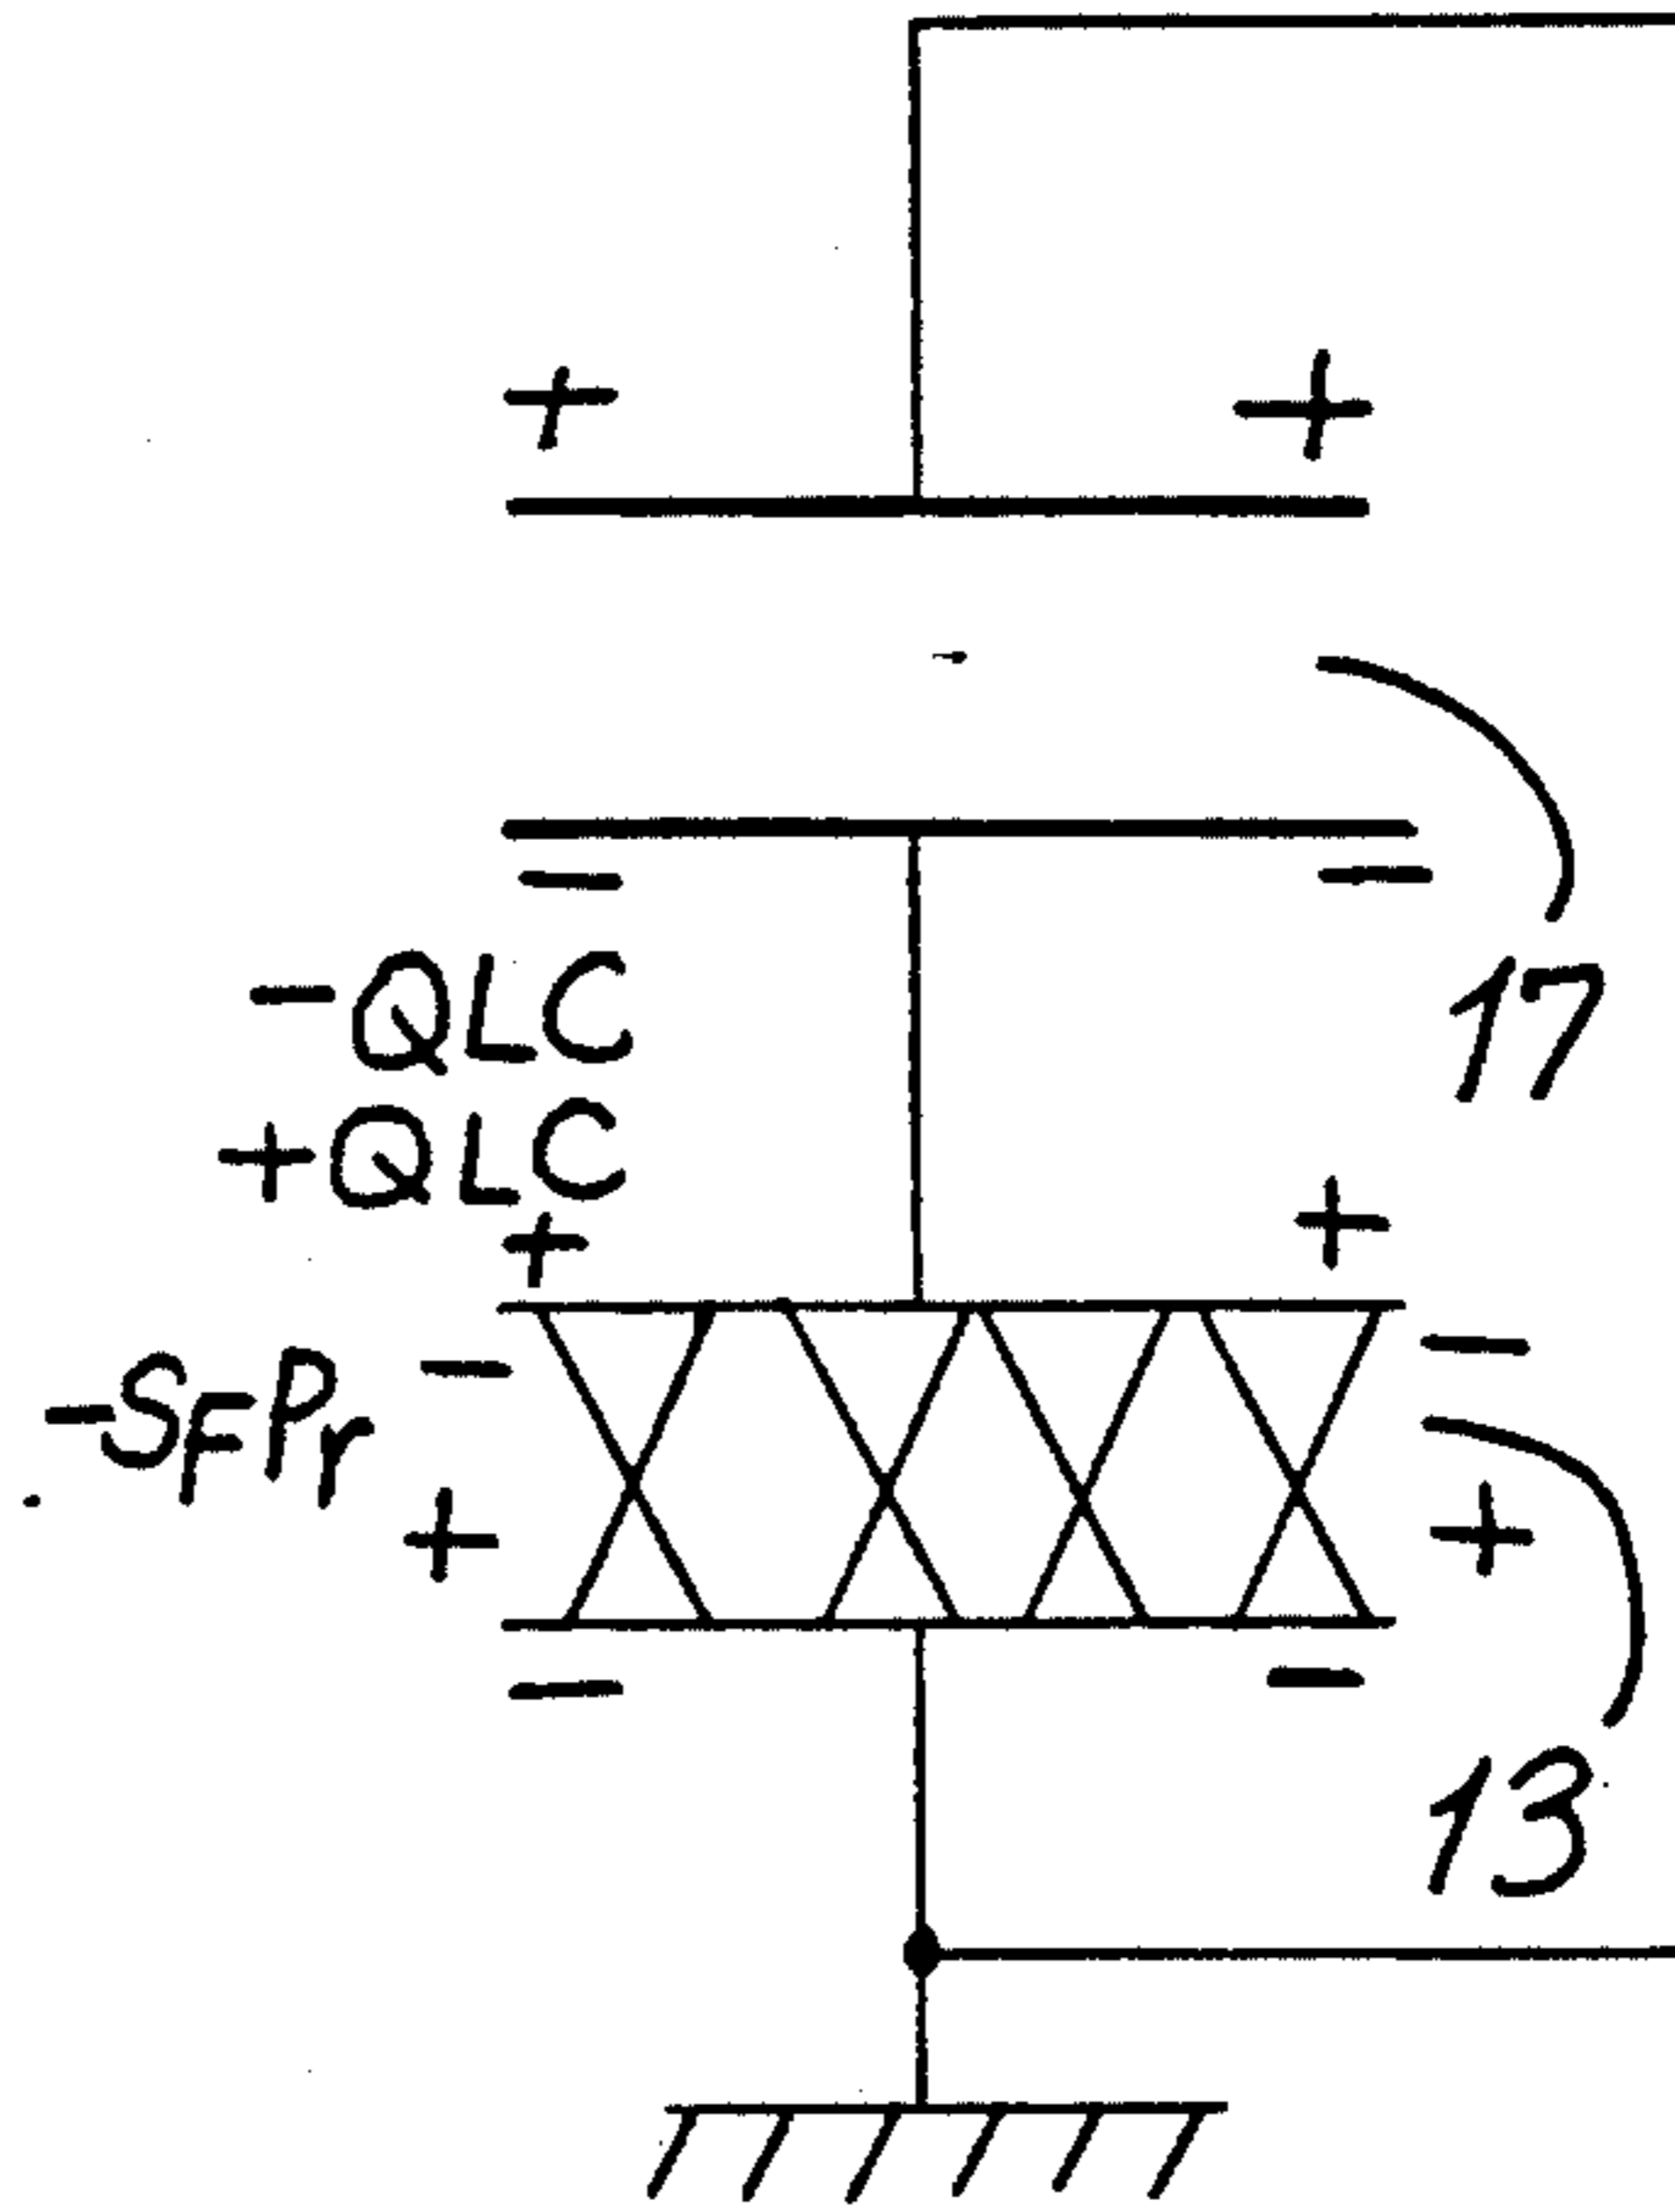 + +
- -
-QLC
17
+QLC
+ +
- -
-SFPr
+ +
- -
13